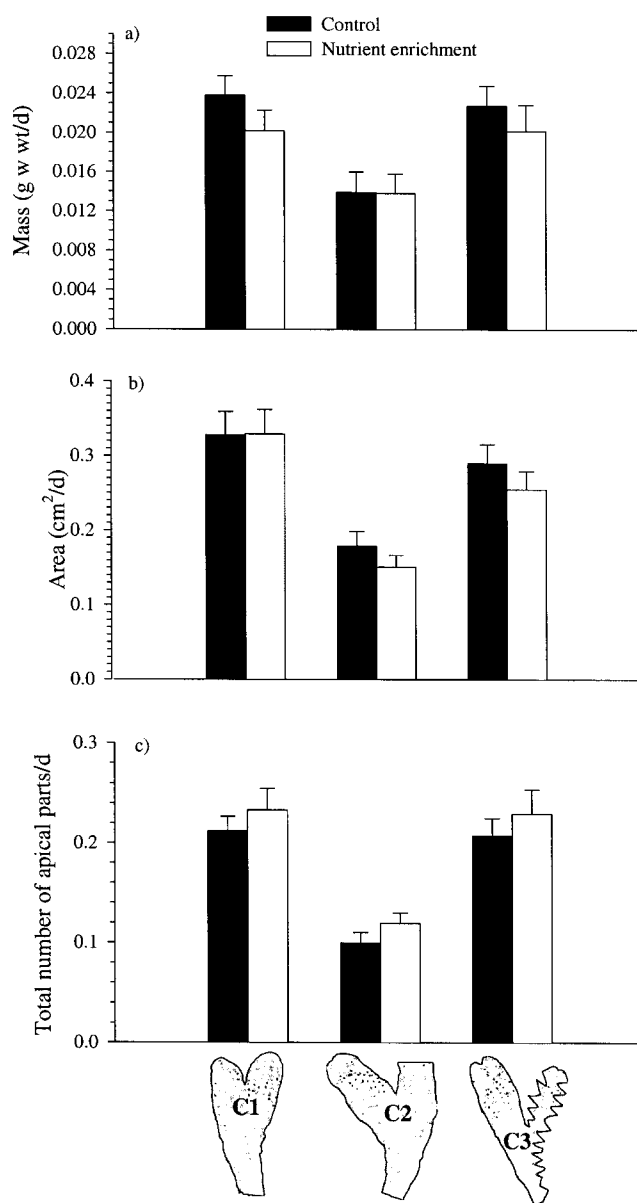 Control
Nutrient enrichment
a)
0.028
0.024
0.020
0.016
0.012
0.008
0.004
0.000
Mass (g w wt/d)
b)
0.4
0.3
0.2
0.1
0.0
Area (cm²/d)
c)
0.3
0.2
0.1
0.0
Total number of apical parts/d
C1
C2
C3